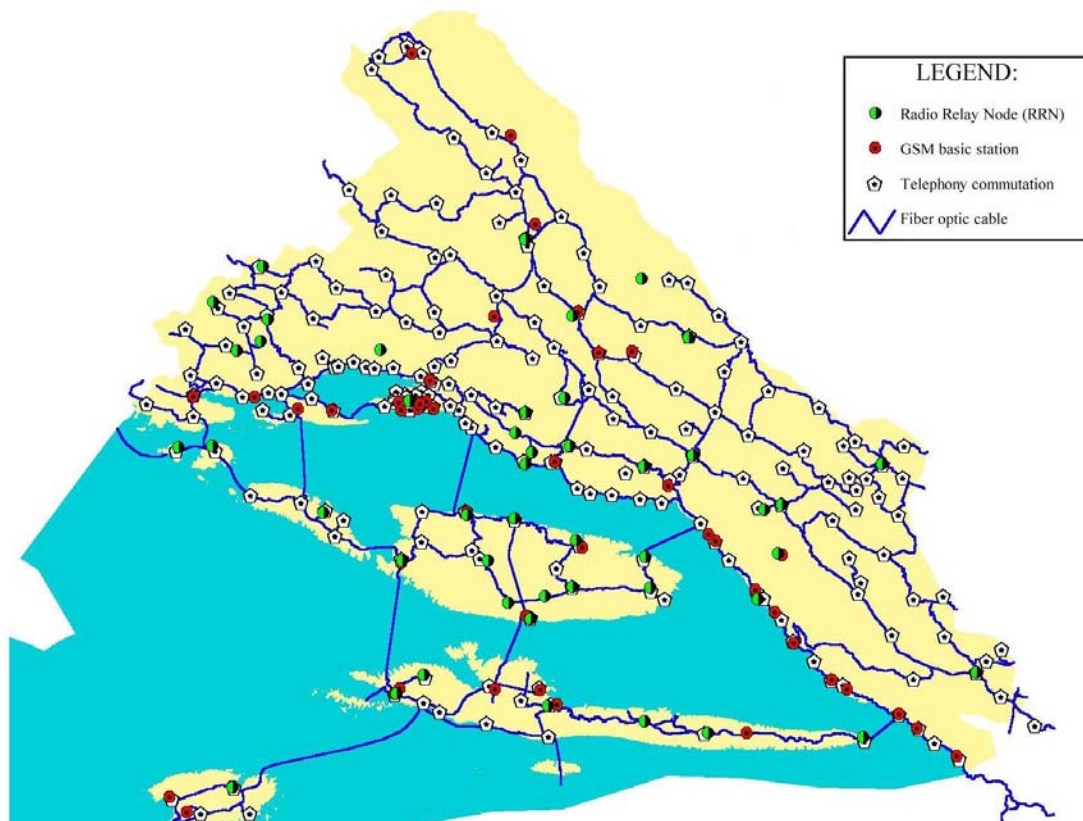 LEGEND:
Radio Relay Node (RRN)
GSM basic station
Telephony commutation
Fiber optic cable